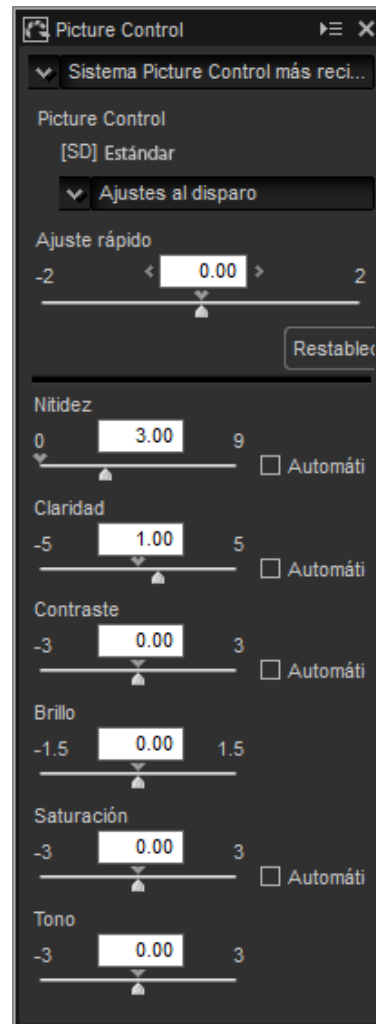 Picture Control
Sistema Picture Control más reci...
Picture Control
[SD] Estándar
Ajustes al disparo
Ajuste rápido
-2 < 0.00 > 2
Restablec
Nitidez
0 3.00 9
Automáti
Claridad
-5 1.00 5
Automáti
Contraste
-3 0.00 3
Automáti
Brillo
-1.5 0.00 1.5
Saturación
-3 0.00 3
Automáti
Tono
-3 0.00 3